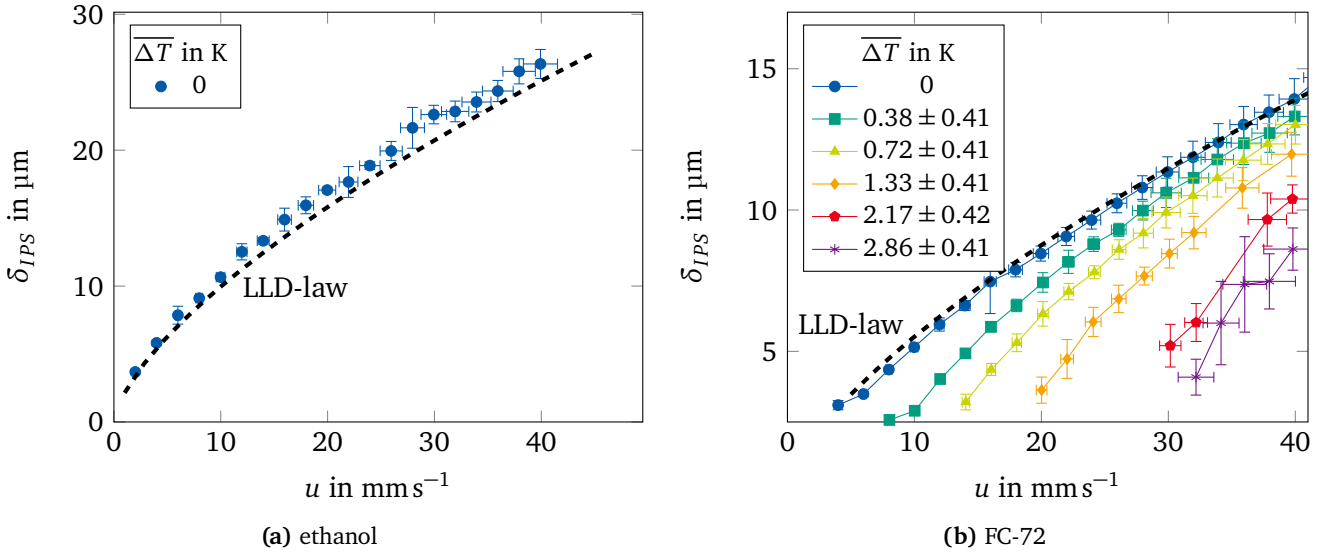 30
20
10
0
0
10
20
30
40
δ_IPS in µm
u in mm s⁻¹
\overline{ΔT} in K
0
LLD-law
(a) ethanol
15
10
5
0
10
20
30
40
δ_IPS in µm
u in mm s⁻¹
\overline{ΔT} in K
0
0.38 ± 0.41
0.72 ± 0.41
1.33 ± 0.41
2.17 ± 0.42
2.86 ± 0.41
LLD-law
(b) FC-72